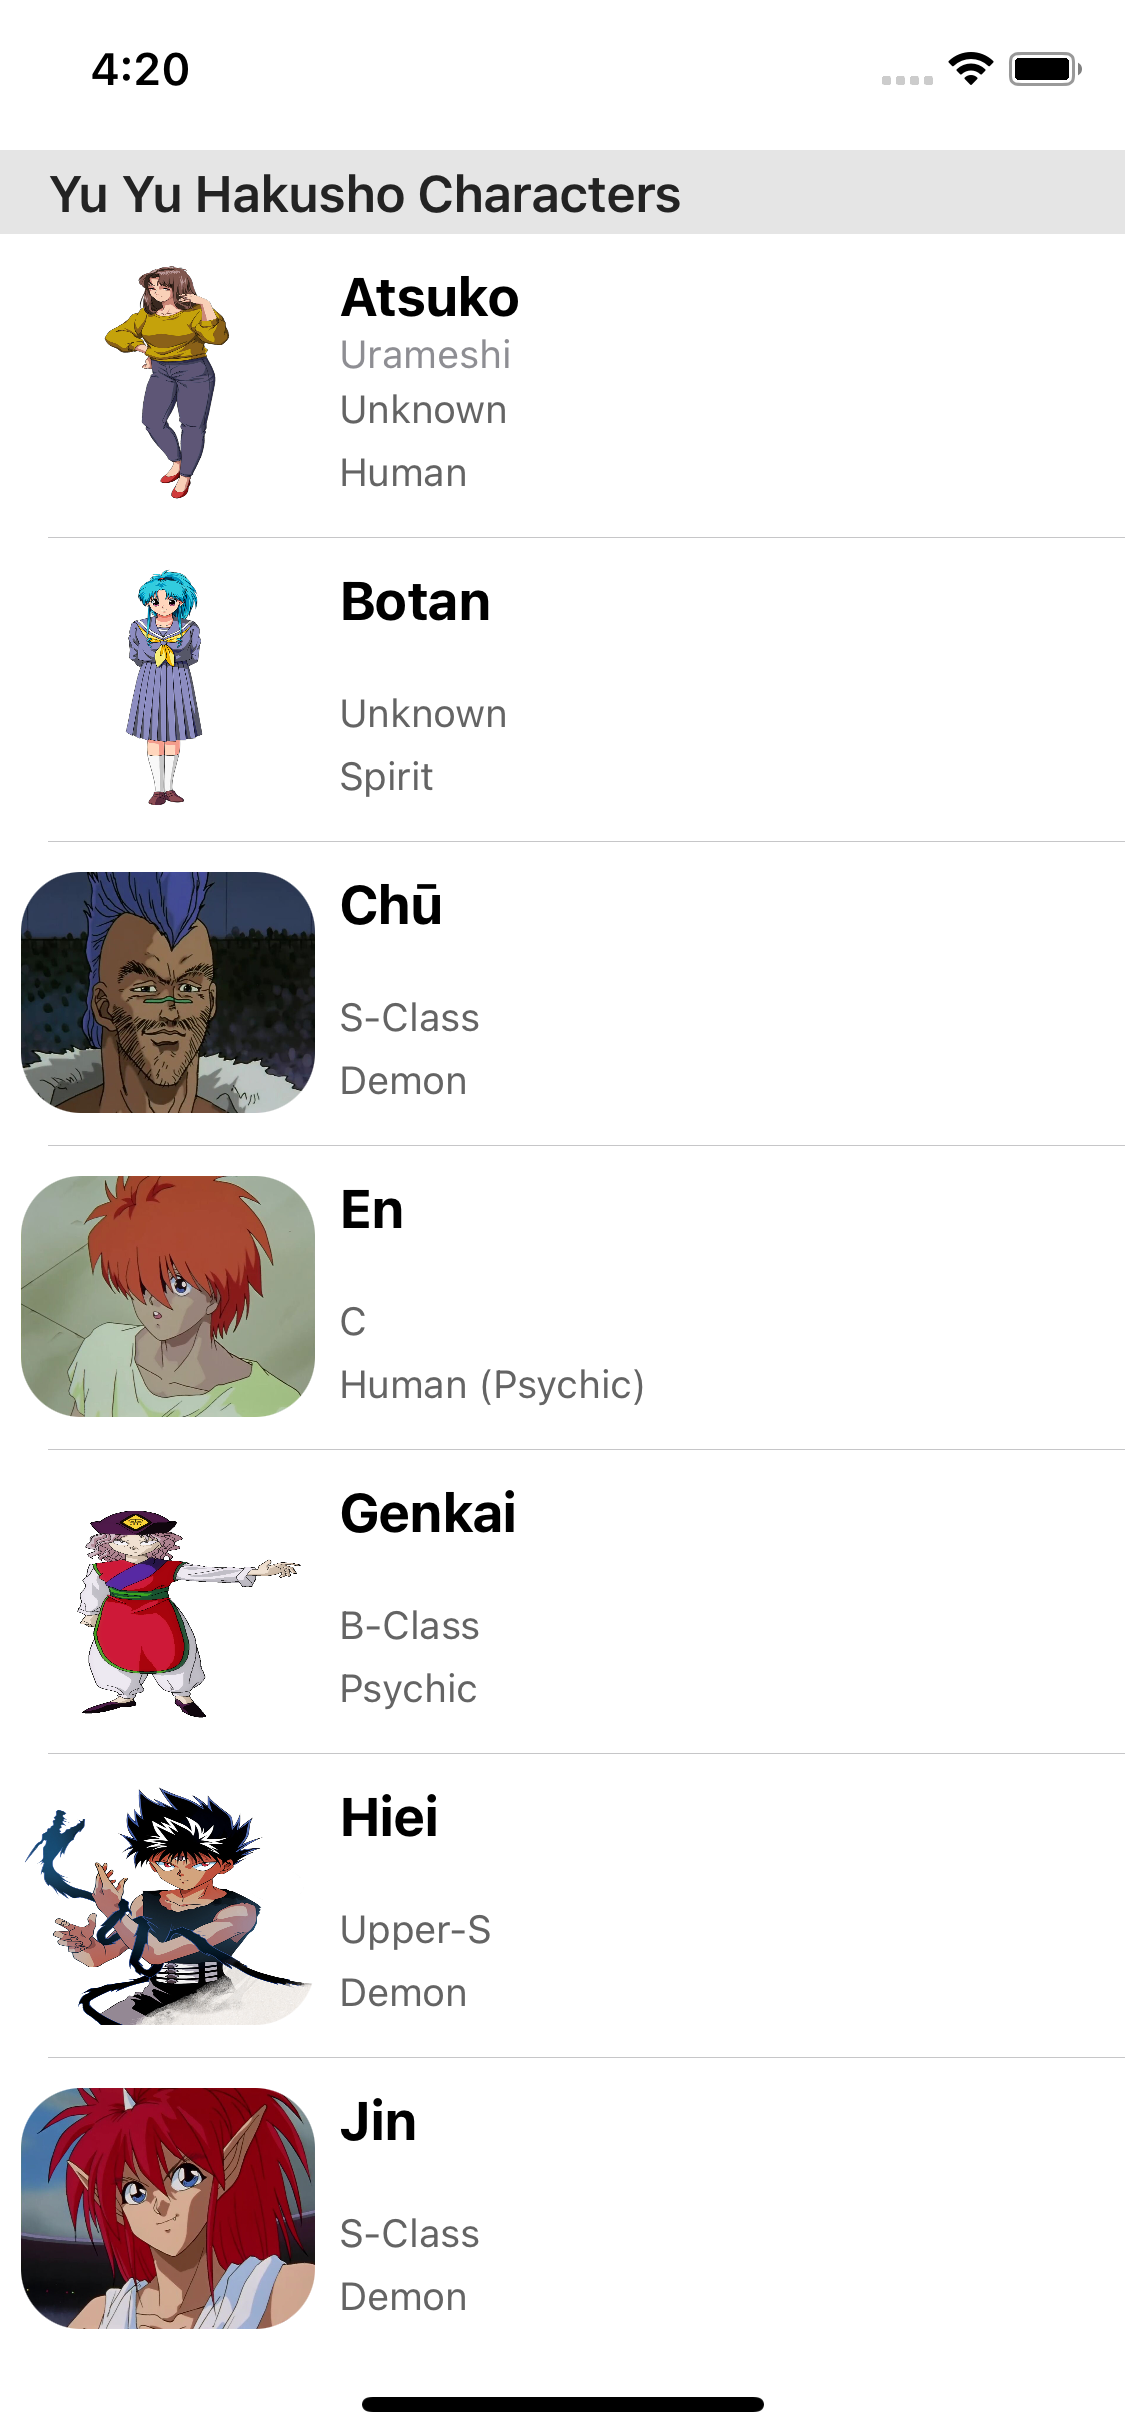 4:20
Yu Yu Hakusho Characters
Atsuko
Urameshi
Unknown
Human
Botan
Unknown
Spirit
Chū
S-Class
Demon
En
C
Human (Psychic)
Genkai
B-Class
Psychic
Hiei
Upper-S
Demon
Jin
S-Class
Demon